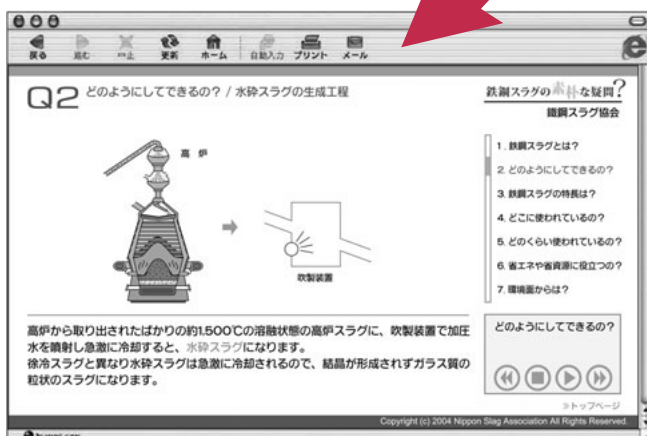 戻る 進む 中止 更新 ホーム 自動入力 プリント メール
Q2 どのようにしてできるの? / 水砕スラグの生成工程
高 炉
吹製装置
高炉から取り出されたばかりの約1,500℃の溶融状態の高炉スラグに、吹製装置で加圧
水を噴射し急激に冷却すると、水砕スラグになります。
徐冷スラグと異なり水砕スラグは急激に冷却されるので、結晶が形成されずガラス質の
粒状のスラグになります。
鉄鋼スラグの素朴な疑問?
鐵鋼スラグ協会
1. 鉄鋼スラグとは?
2. どのようにしてできるの?
3. 鉄鋼スラグの特長は?
4. どこに使われているの?
5. どのくらい使われているの?
6. 省エネや省資源に役立つの?
7. 環境面からは?
どのようにしてできるの?
≫トップページ
Copyright (c) 2004 Nippon Slag Association All Rights Reserved.